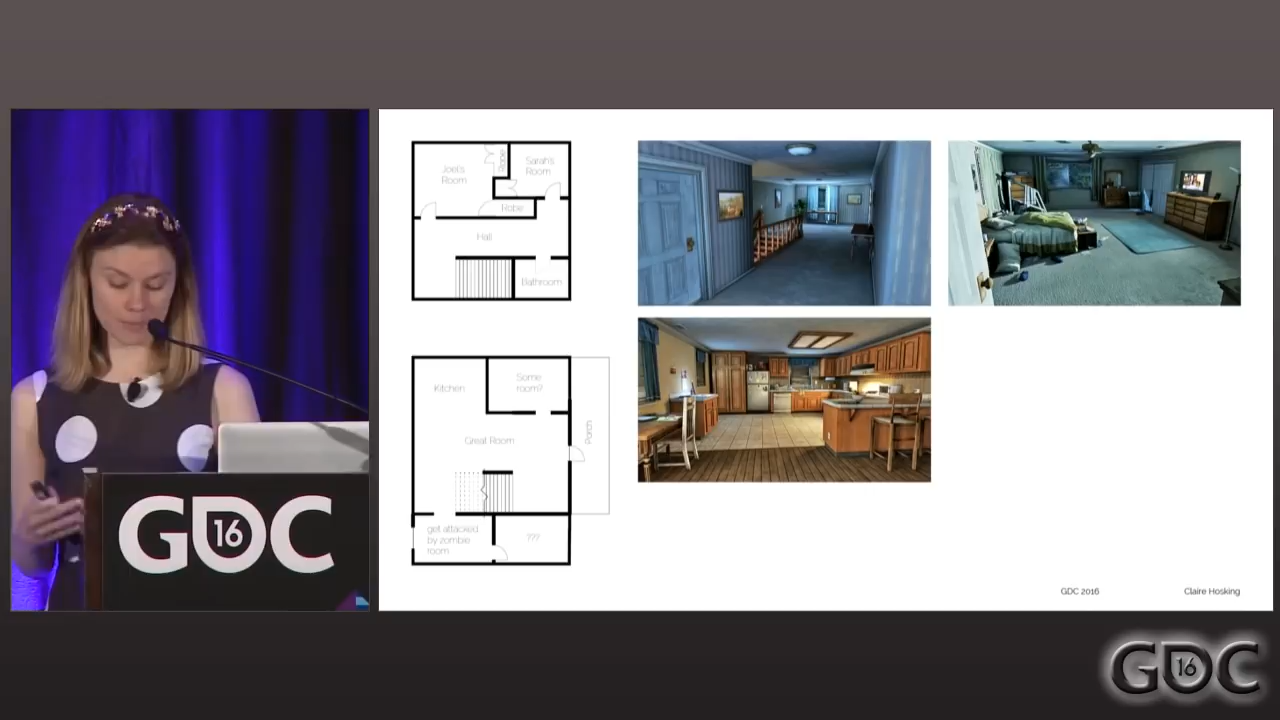 Joel's
Room
Robe
Sarah's
Room
Robe
Hall
Bathroom
Kitchen
Some
room?
Great Room
Porch
get attacked
by zombie
room
???
GDC 2016
Claire Hosking
GDC
16
GDC
16